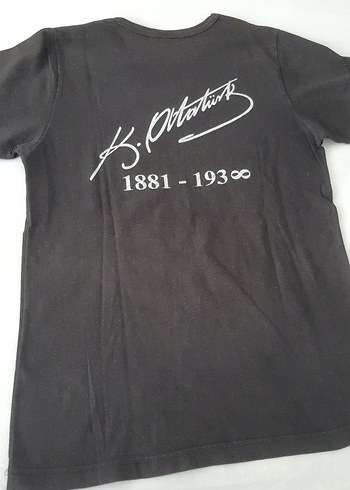 K. Atatürk
1881 - 193∞